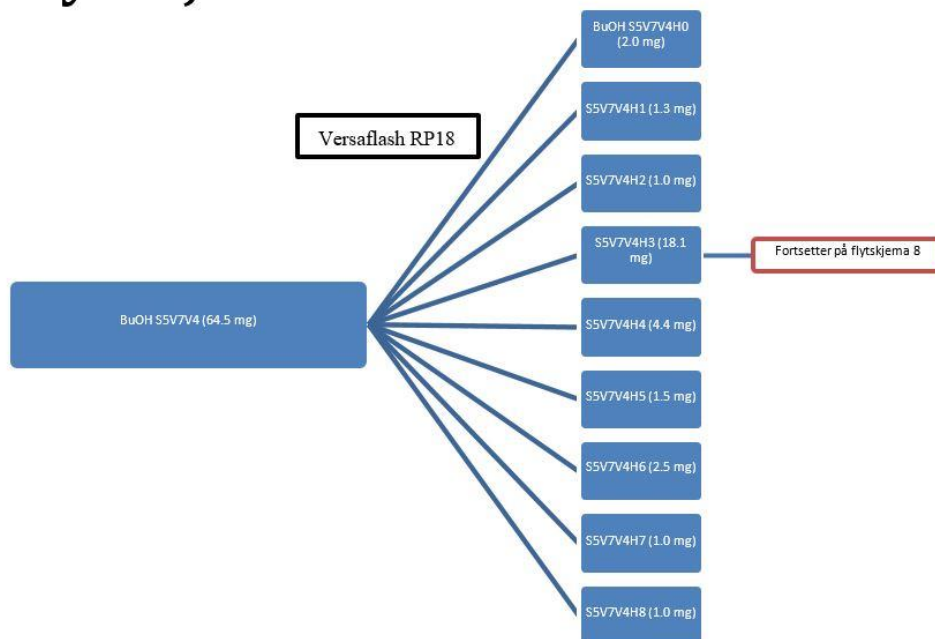 BuOH S5V7V4H0
(2.0 mg)
S5V7V4H1 (1.3 mg)
Versaflash RP18
S5V7V4H2 (1.0 mg)
S5V7V4H3 (18.1
mg)
Fortsetter på flytskjema 8
BuOH S5V7V4 (64.5 mg)
S5V7V4H4 (4.4 mg)
S5V7V4H5 (1.5 mg)
S5V7V4H6 (2.5 mg)
S5V7V4H7 (1.0 mg)
S5V7V4H8 (1.0 mg)